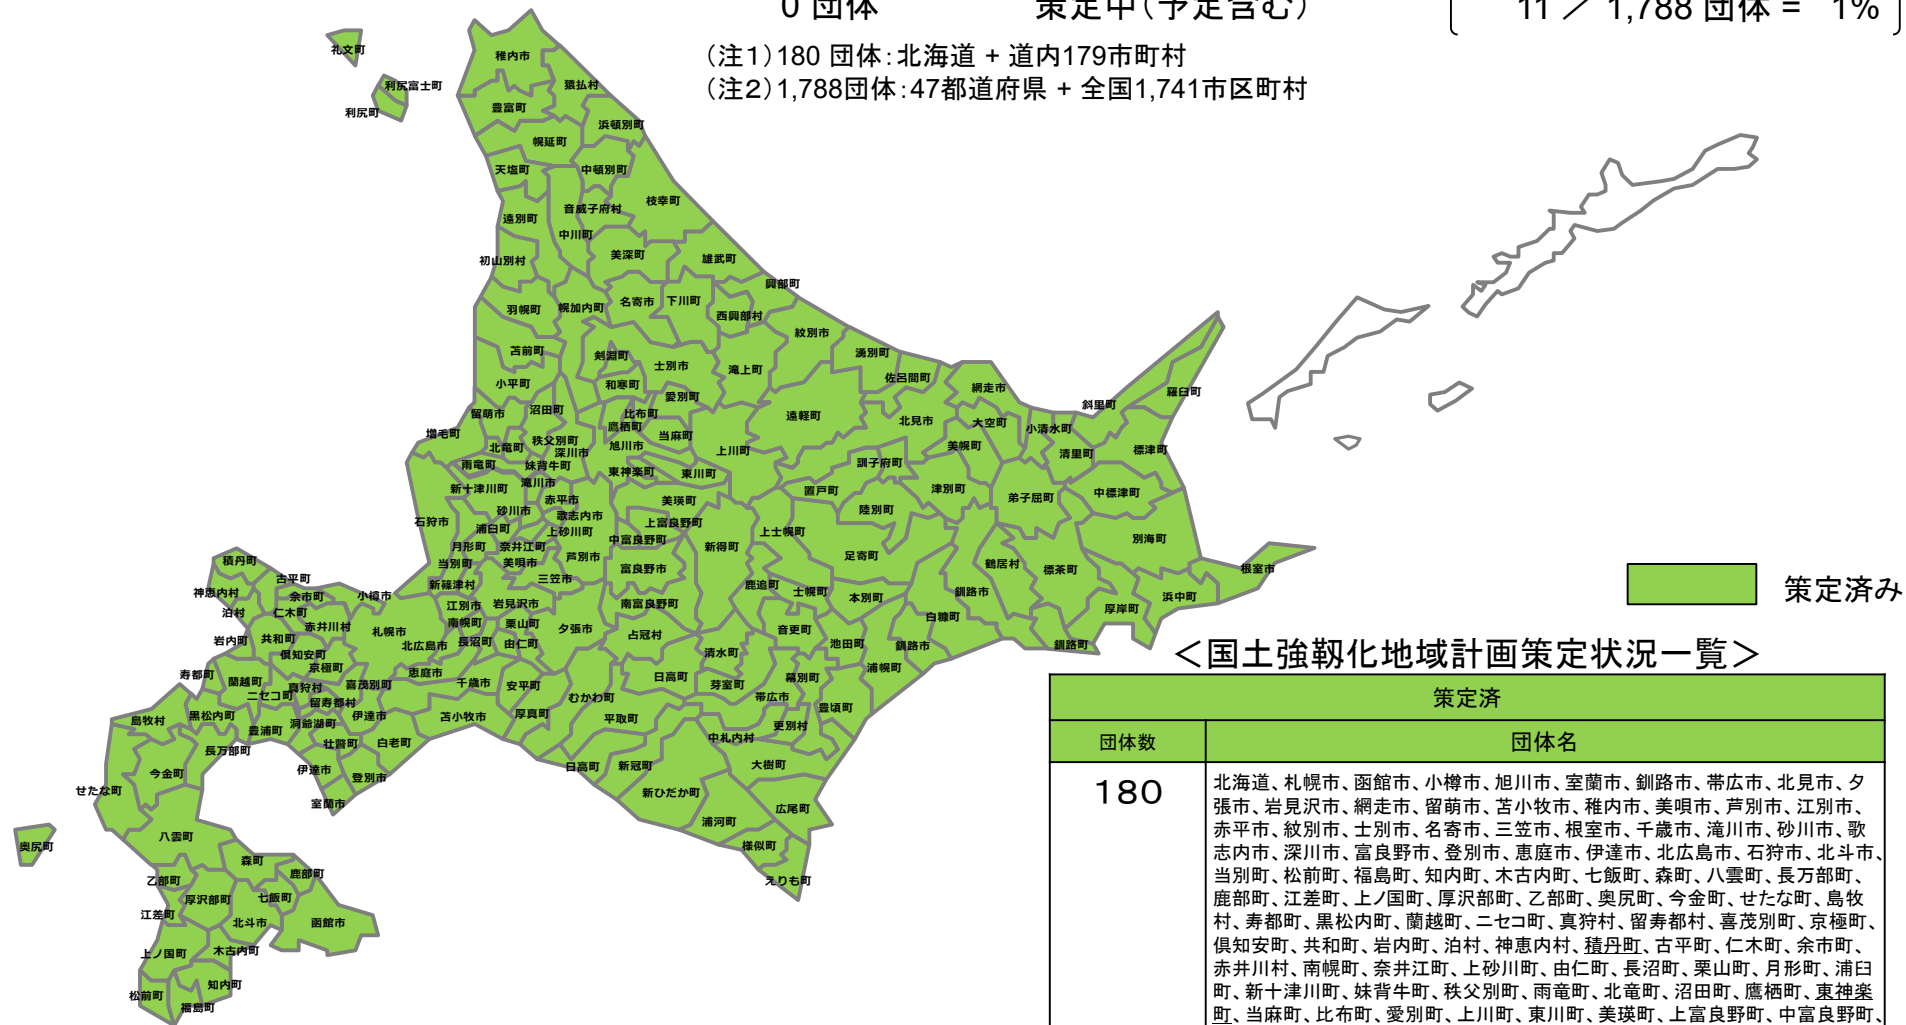 0 団体 策定中（予定含む） 11 ／ 1,788 団体 = 1%
（注1）180 団体：北海道 + 道内179市町村
（注2）1,788団体：47都道府県 + 全国1,741市区町村
礼文町
利尻富士町
利尻町
稚内市
猿払村
豊富町
浜頓別町
幌延町
天塩町
中頓別町
枝幸町
音威子府村
遠別町
中川町
美深町
初山別村
雄武町
興部町
羽幌町
幌加内町
名寄市
下川町
西興部村
紋別市
苫前町
剣淵町
士別市
滝上町
湧別町
佐呂間町
小平町
和寒町
愛別町
網走市
斜里町
羅臼町
留萌市
沼田町
比布町
遠軽町
北見市
大空町
小清水町
増毛町
鷹栖町
当麻町
北竜町
秩父別町
深川市
旭川市
上川町
美幌町
清里町
標津町
雨竜町
妹背牛町
東神楽町
東川町
訓子府町
新十津川町
滝川市
置戸町
津別町
弟子屈町
中標津町
赤平市
美瑛町
陸別町
石狩市
砂川市
歌志内市
浦臼町
上砂川町
上富良野町
中富良野町
上士幌町
月形町
奈井江町
新得町
別海町
当別町
美唄市
芦別市
足寄町
鶴居村
標茶町
根室市
積丹町
古平町
新篠津村
三笠市
富良野市
鹿追町
士幌町
本別町
釧路市
浜中町
神恵内村
余市町
小樽市
江別市
岩見沢市
南富良野町
白糠町
厚岸町
泊村
仁木町
赤井川村
札幌市
南幌町
栗山町
夕張市
占冠村
音更町
池田町
釧路市
釧路町
岩内町
共和町
倶知安町
北広島市
長沼町
由仁町
清水町
浦幌町
京極町
寿都町
蘭越町
ニセコ町
真狩村
喜茂別町
恵庭市
千歳市
安平町
日高町
芽室町
幕別町
帯広市
留寿都村
むかわ町
島牧村
黒松内町
豊浦町
洞爺湖町
伊達市
苫小牧市
厚真町
平取町
更別村
豊頃町
長万部町
壮瞥町
白老町
中札内村
今金町
伊達市
登別市
日高町
新冠町
大樹町
せたな町
室蘭市
新ひだか町
広尾町
浦河町
八雲町
様似町
えりも町
奥尻町
森町
鹿部町
乙部町
厚沢部町
七飯町
江差町
北斗市
函館市
上ノ国町
木古内町
知内町
松前町
福島町
策定済み
＜国土強靱化地域計画策定状況一覧＞
策定済
団体数 団体名
180
北海道、札幌市、函館市、小樽市、旭川市、室蘭市、釧路市、帯広市、北見市、夕
張市、岩見沢市、網走市、留萌市、苫小牧市、稚内市、美唄市、芦別市、江別市、
赤平市、紋別市、士別市、名寄市、三笠市、根室市、千歳市、滝川市、砂川市、歌
志内市、深川市、富良野市、登別市、恵庭市、伊達市、北広島市、石狩市、北斗市、
当別町、松前町、福島町、知内町、木古内町、七飯町、森町、八雲町、長万部町、
鹿部町、江差町、上ノ国町、厚沢部町、乙部町、奥尻町、今金町、せたな町、島牧
村、寿都町、黒松内町、蘭越町、ニセコ町、真狩村、留寿都村、喜茂別町、京極町、
倶知安町、共和町、岩内町、泊村、神恵内村、積丹町、古平町、仁木町、余市町、
赤井川村、南幌町、奈井江町、上砂川町、由仁町、長沼町、栗山町、月形町、浦臼
町、新十津川町、妹背牛町、秩父別町、雨竜町、北竜町、沼田町、鷹栖町、東神楽
町、当麻町、比布町、愛別町、上川町、東川町、美瑛町、上富良野町、中富良野町、